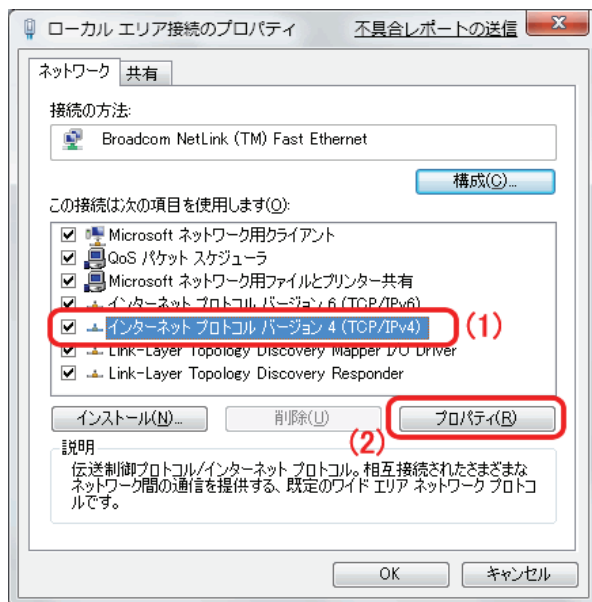 ローカル エリア接続のプロパティ 不具合レポートの送信
ネットワーク 共有
接続の方法:
Broadcom NetLink (TM) Fast Ethernet
構成(C)...
この接続は次の項目を使用します(O):
Microsoft ネットワーク用クライアント
QoS パケット スケジューラ
Microsoft ネットワーク用ファイルとプリンター共有
インターネット プロトコル バージョン 6 (TCP/IPv6)
インターネット プロトコル バージョン 4 (TCP/IPv4) (1)
Link-Layer Topology Discovery Mapper I/O Driver
Link-Layer Topology Discovery Responder
インストール(N)... 削除(U) プロパティ(R)
(2)
説明
伝送制御プロトコル/インターネット プロトコル。相互接続されたさまざまな
ネットワーク間の通信を提供する、既定のワイド エリア ネットワーク プロトコ
ルです。
OK キャンセル